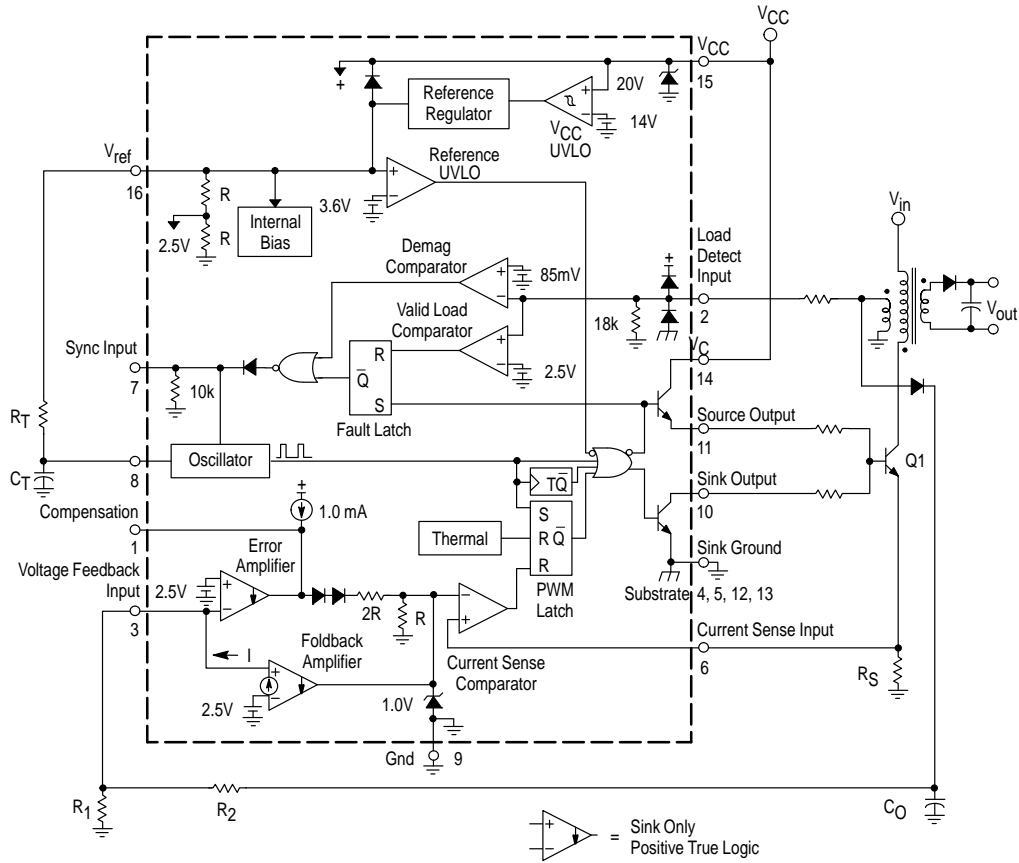 VCC
VCC
15
20V
Reference
Regulator
14V
VCC
UVLO
Vref
16
R
R
2.5V
Internal
Bias
3.6V
Reference
UVLO
Vin
Demag
Comparator
85mV
Load
Detect
Input
2
18k
Vout
Valid Load
Comparator
2.5V
VC
14
Sync Input
7
10k
R
Q
S
Fault Latch
Source Output
11
RT
CT
8
Oscillator
TQ
Sink Output
10
Q1
Compensation
1
1.0 mA
S
R Q
R
PWM
Latch
Thermal
Sink Ground
Substrate 4, 5, 12, 13
Voltage Feedback
Input
3
Error
Amplifier
2.5V
2R
R
Current Sense
Comparator
Current Sense Input
6
RS
I
Foldback
Amplifier
2.5V
1.0V
Gnd
9
R1
R2
CO
+
−
=
Sink Only
Positive True Logic